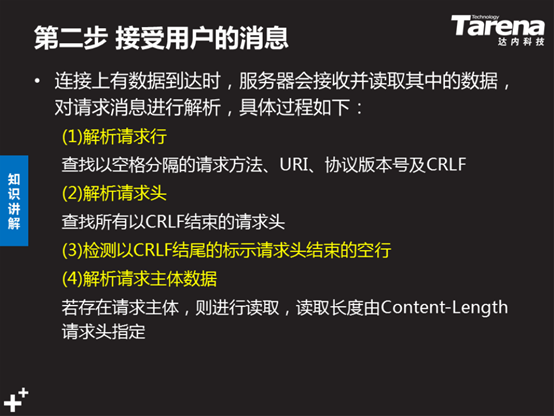 第二步 接受用户的消息
Technology
Tarena
达内科技
• 连接上有数据到达时，服务器会接收并读取其中的数据，
对请求消息进行解析，具体过程如下：
(1)解析请求行
查找以空格分隔的请求方法、URI、协议版本号及CRLF
(2)解析请求头
查找所有以CRLF结束的请求头
(3)检测以CRLF结尾的标示请求头结束的空行
(4)解析请求主体数据
若存在请求主体，则进行读取，读取长度由Content-Length
请求头指定
知识讲解